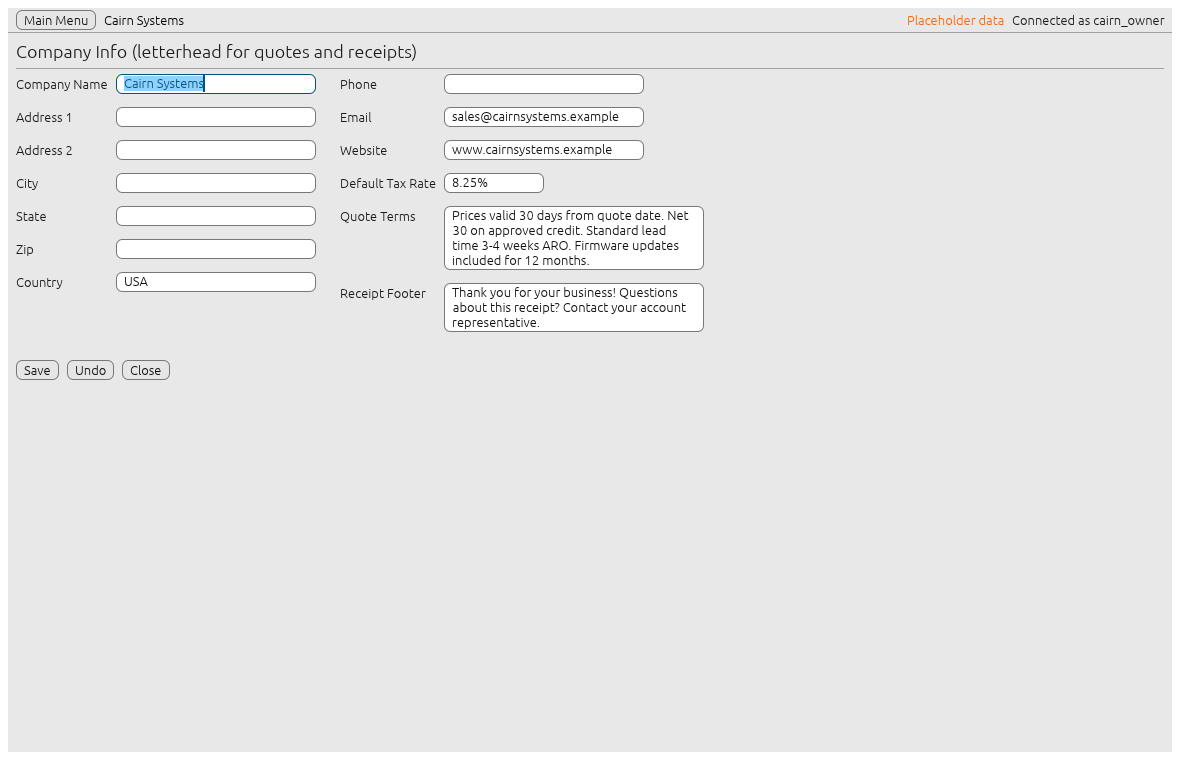 Main Menu Cairn Systems Placeholder data Connected as cairn_owner
Company Info (letterhead for quotes and receipts)
Company Name Cairn Systems
Address 1
Address 2
City
State
Zip
Country USA
Phone
Email sales@cairnsystems.example
Website www.cairnsystems.example
Default Tax Rate 8.25%
Quote Terms Prices valid 30 days from quote date. Net
30 on approved credit. Standard lead
time 3-4 weeks ARO. Firmware updates
included for 12 months.
Receipt Footer Thank you for your business! Questions
about this receipt? Contact your account
representative.
Save Undo Close